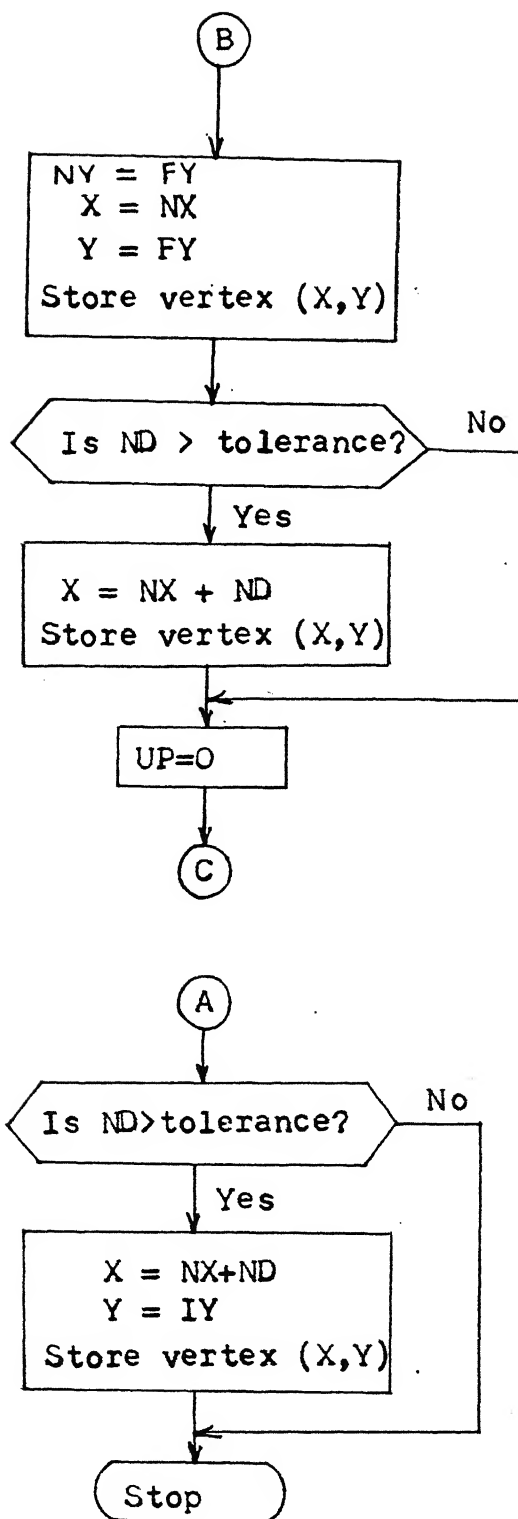 B
NY = FY
X = NX
Y = FY
Store vertex (X,Y)
Is ND > tolerance?
No
Yes
X = NX + ND
Store vertex (X,Y)
UP=0
C
A
Is ND>tolerance?
No
Yes
X = NX+ND
Y = IY
Store vertex (X,Y)
Stop